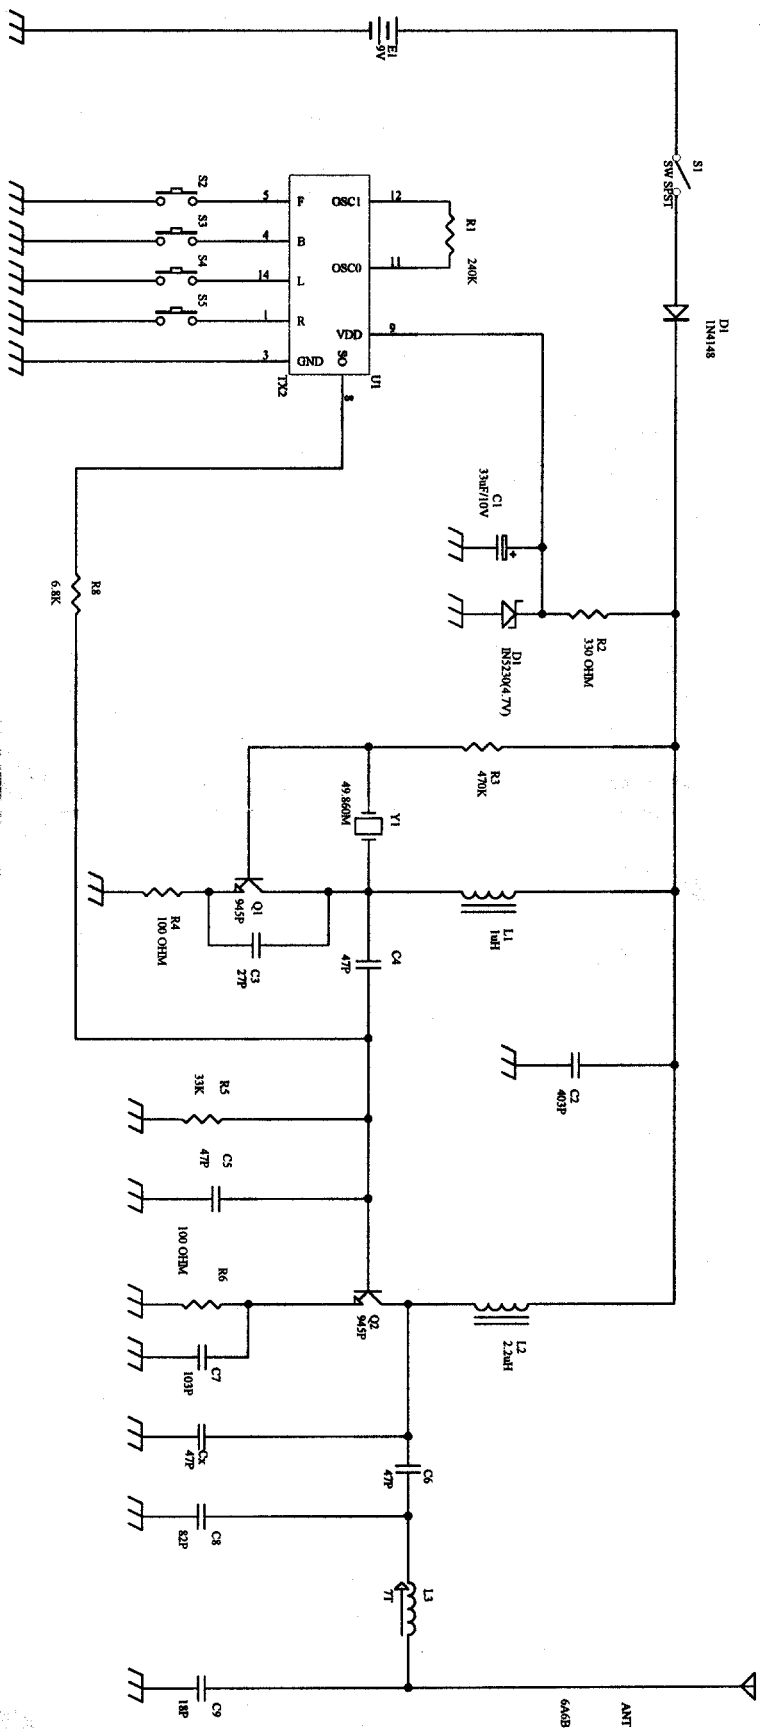 E1
-9V
S1
SW SPST
D1
1N4148
S2
S3
S4
S5
5
4
14
1
3
F
B
L
R
GND
OSC1
OSC0
VDD
SO
12
11
9
8
U1
TX2
R1
240K
C1
33uF/10V
+
R2
330 OHM
D1
IN5230(4.7V)
R8
6.8K
R3
470K
Y1
49.860M
Q1
945P
R4
100 OHM
C3
27P
L1
1uH
C4
47P
C2
403P
R5
33K
C5
47P
R6
100 OHM
Q2
945P
C7
103P
L2
2.2uH
Cx
47P
C6
47P
C8
82P
L3
7T
C9
18P
ANT
6A6B